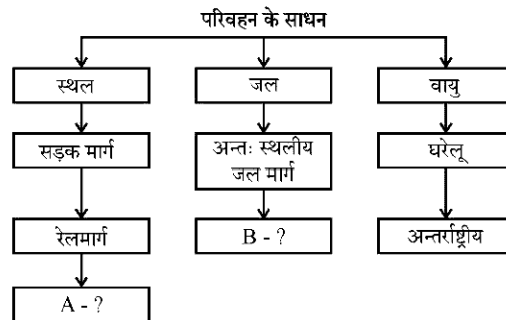 परिवहन के साधन
स्थल
जल
वायु
सड़क मार्ग
अन्तः स्थलीय
जल मार्ग
घरेलू
रेलमार्ग
B - ?
अन्तर्राष्ट्रीय
A - ?